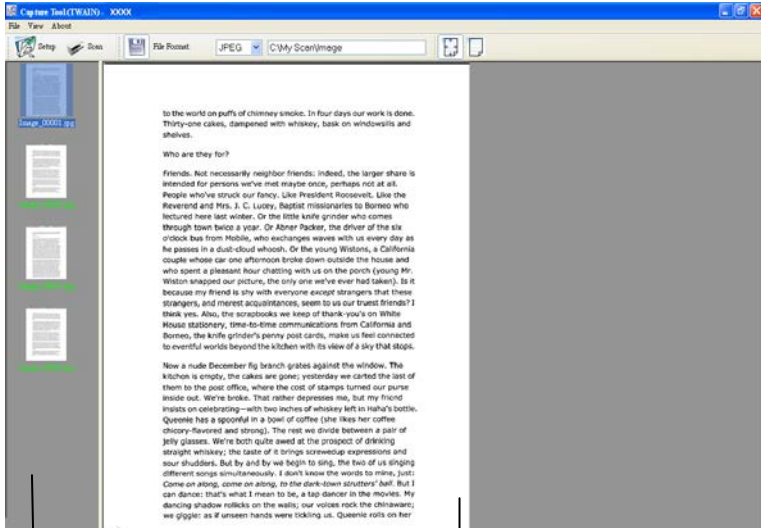 Capture Tool(TWAIN) - XXXX
File View About
Setup Scan File Format JPEG C:\My Scan\Image
Image_00001.jpg
to the world on puffs of chimney smoke. In four days our work is done.
Thirty-one cakes, dampened with whiskey, bask on windowsills and
shelves.
Who are they for?
Friends. Not necessarily neighbor friends: indeed, the larger share is
intended for persons we've met maybe once, perhaps not at all.
People who've struck our fancy. Like President Roosevelt. Like the
Reverend and Mrs. J. C. Lucey, Baptist missionaries to Borneo who
lectured here last winter. Or the little knife grinder who comes
through town twice a year. Or Abner Packer, the driver of the six
o'clock bus from Mobile, who exchanges waves with us every day as
he passes in a dust-cloud whoosh. Or the young Wistons, a California
couple whose car one afternoon broke down outside the house and
who spent a pleasant hour chatting with us on the porch (young Mr.
Wiston snapped our picture, the only one we've ever had taken). Is it
because my friend is shy with everyone except strangers that these
strangers, and merest acquaintances, seem to us our truest friends? I
think yes. Also, the scrapbooks we keep of thank-you's on White
House stationery, time-to-time communications from California and
Borneo, the knife grinder's penny post cards, make us feel connected
to eventful worlds beyond the kitchen with its view of a sky that stops.
Now a nude December fig branch grates against the window. The
kitchen is empty, the cakes are gone; yesterday we carted the last of
them to the post office, where the cost of stamps turned our purse
inside out. We're broke. That rather depresses me, but my friend
insists on celebrating—with two inches of whiskey left in Haha's bottle.
Queenie has a spoonful in a bowl of coffee (she likes her coffee
chicory-flavored and strong). The rest we divide between a pair of
jelly glasses. We're both quite awed at the prospect of drinking
straight whiskey; the taste of it brings screwedup expressions and
sour shudders. But by and by we begin to sing, the two of us singing
different songs simultaneously. I don't know the words to mine, just:
Come on along, come on along, to the dark-town strutters' ball. But I
can dance: that's what I mean to be, a tap dancer in the movies. My
dancing shadow rollicks on the walls; our voices rock the chinaware;
we giggle: as if unseen hands were tickling us. Queenie rolls on her